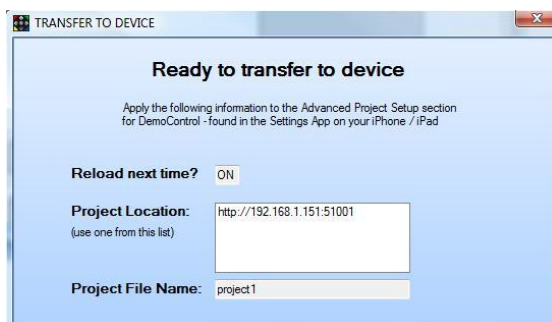 TRANSFER TO DEVICE
Ready to transfer to device
Apply the following information to the Advanced Project Setup section
for DemoControl - found in the Settings App on your iPhone / iPad
Reload next time? ON
Project Location: http://192.168.1.151:51001
(use one from this list)
Project File Name: project1